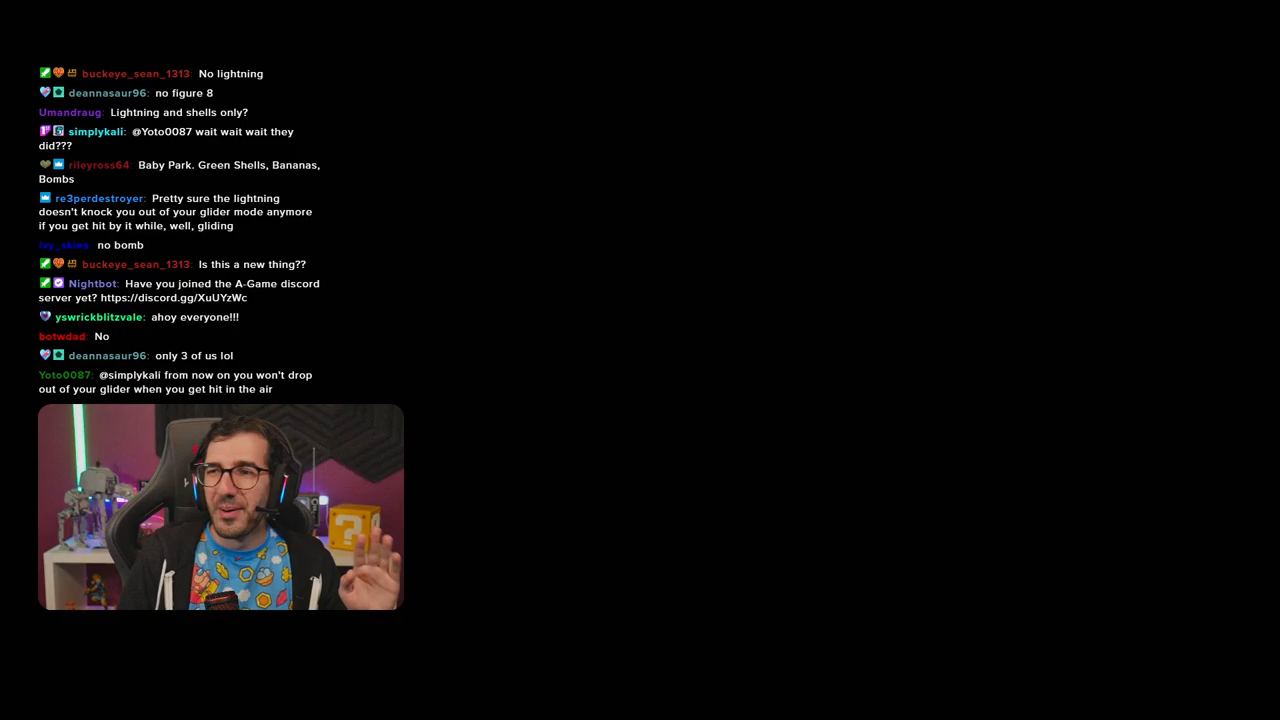 buckeye_sean_1313: No lightning
deannasaur96: no figure 8
Umandraug: Lightning and shells only?
simplykali: @Yoto0087 wait wait wait they
did???
rileyross64: Baby Park. Green Shells, Bananas,
Bombs
re3perdestroyer: Pretty sure the lightning
doesn't knock you out of your glider mode anymore
if you get hit by it while, well, gliding
ivy_skies: no bomb
buckeye_sean_1313: Is this a new thing??
Nightbot: Have you joined the A-Game discord
server yet? https://discord.gg/XuUYzWc
yswrickblitzvale: ahoy everyone!!!
botwdad: No
deannasaur96: only 3 of us lol
Yoto0087: @simplykali from now on you won't drop
out of your glider when you get hit in the air
?